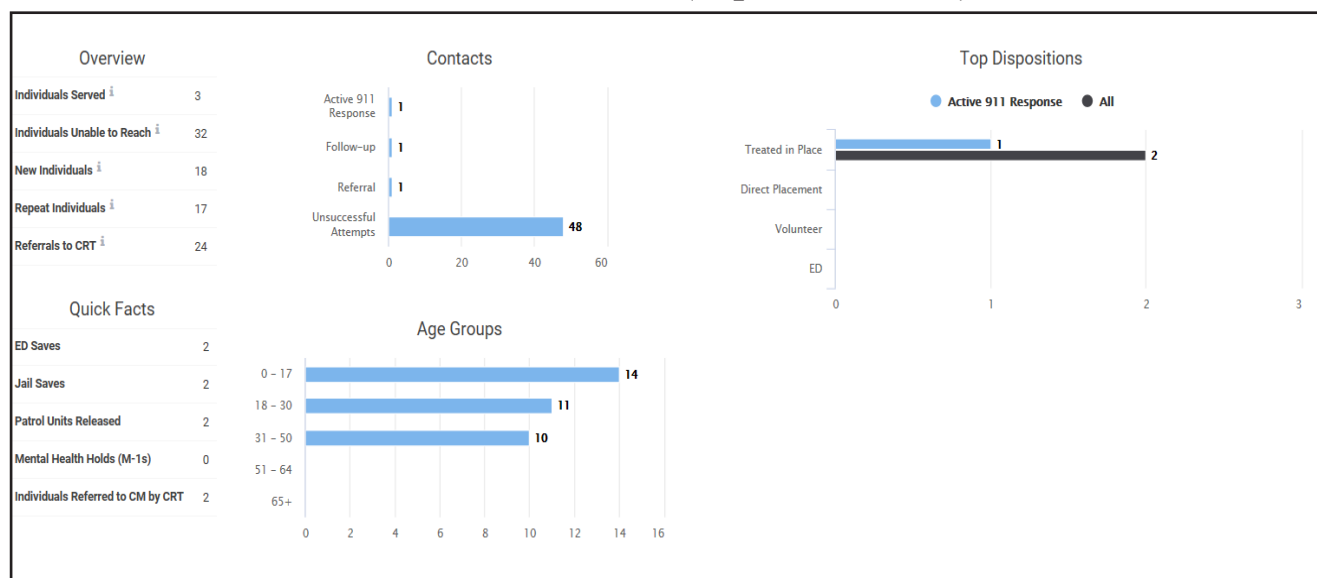 Overview
Individuals Served i 3
Individuals Unable to Reach i 32
New Individuals i 18
Repeat Individuals i 17
Referrals to CRT i 24
Quick Facts
ED Saves 2
Jail Saves 2
Patrol Units Released 2
Mental Health Holds (M-1s) 0
Individuals Referred to CM by CRT 2
Contacts
Active 911
Response
1
Follow-up 1
Referral 1
Unsuccessful
Attempts
48
0 20 40 60
Age Groups
0 - 17 14
18 - 30 11
31 - 50 10
51 - 64
65+
0 2 4 6 8 10 12 14 16
Top Dispositions
Active 911 Response All
Treated in Place 1
2
Direct Placement
Volunteer
ED
0 1 2 3